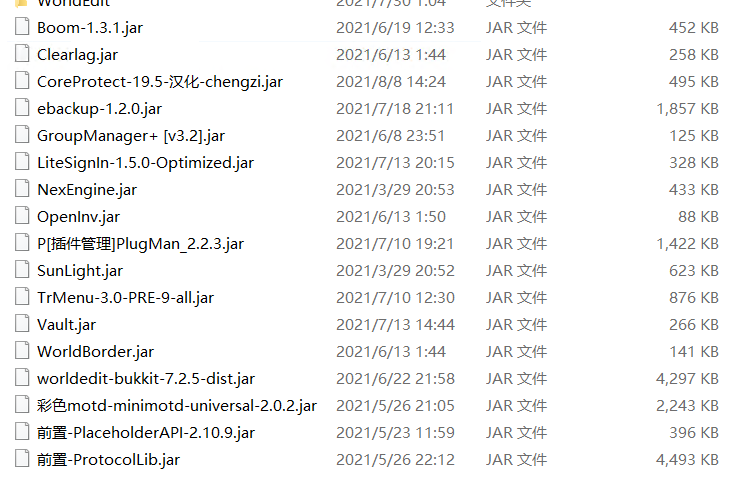 WorldEdit 2021/7/30 1:04 文件夹
Boom-1.3.1.jar 2021/6/19 12:33 JAR 文件 452 KB
Clearlag.jar 2021/6/13 1:44 JAR 文件 258 KB
CoreProtect-19.5-汉化-chengzi.jar 2021/8/8 14:24 JAR 文件 495 KB
ebackup-1.2.0.jar 2021/7/18 21:11 JAR 文件 1,857 KB
GroupManager+ [v3.2].jar 2021/6/8 23:51 JAR 文件 125 KB
LiteSignIn-1.5.0-Optimized.jar 2021/7/13 20:15 JAR 文件 328 KB
NexEngine.jar 2021/3/29 20:53 JAR 文件 433 KB
OpenInv.jar 2021/6/13 1:50 JAR 文件 88 KB
P[插件管理]PlugMan_2.2.3.jar 2021/7/10 19:21 JAR 文件 1,422 KB
SunLight.jar 2021/3/29 20:52 JAR 文件 623 KB
TrMenu-3.0-PRE-9-all.jar 2021/7/10 12:30 JAR 文件 876 KB
Vault.jar 2021/7/13 14:44 JAR 文件 266 KB
WorldBorder.jar 2021/6/13 1:44 JAR 文件 141 KB
worldedit-bukkit-7.2.5-dist.jar 2021/6/22 21:58 JAR 文件 4,297 KB
彩色motd-minimotd-universal-2.0.2.jar 2021/5/26 21:05 JAR 文件 2,243 KB
前置-PlaceholderAPI-2.10.9.jar 2021/5/23 11:59 JAR 文件 396 KB
前置-ProtocolLib.jar 2021/5/26 22:12 JAR 文件 4,493 KB